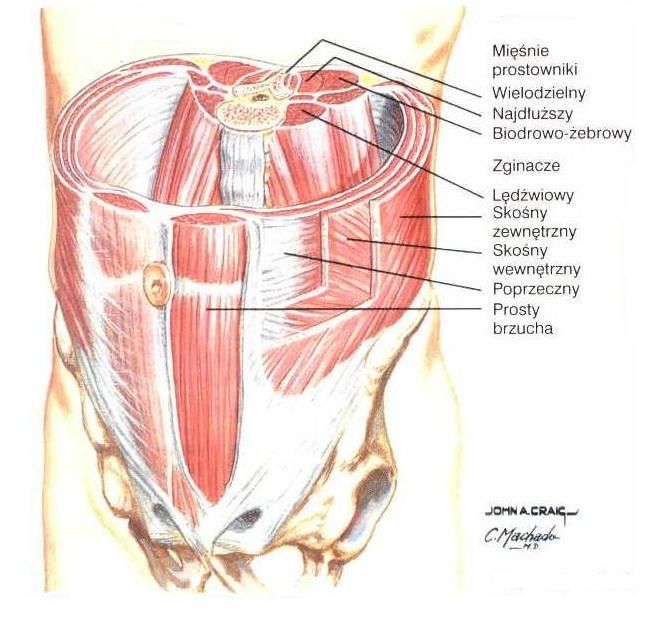 Mięśnie
prostowniki
Wielodzielny
Najdłuższy
Biodrowo-żebrowy
Zginacze
Lędźwiowy
Skośny
zewnętrzny
Skośny
wewnętrzny
Poprzeczny
Prosty
brzucha
JOHN A. CRAIG
C. Machado
M.D.